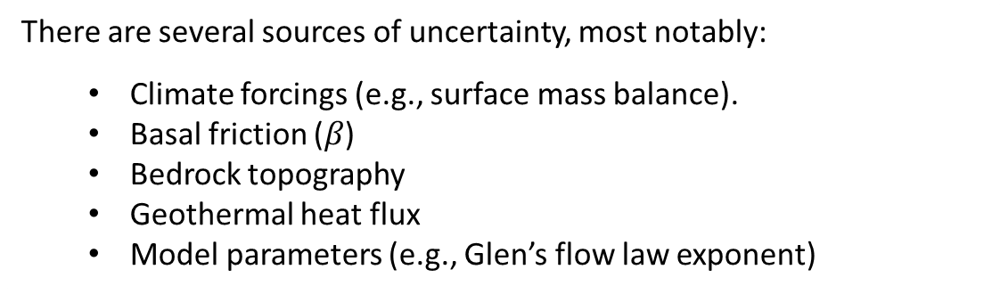 There are several sources of uncertainty, most notably:
• Climate forcings (e.g., surface mass balance).
• Basal friction (β)
• Bedrock topography
• Geothermal heat flux
• Model parameters (e.g., Glen’s flow law exponent)